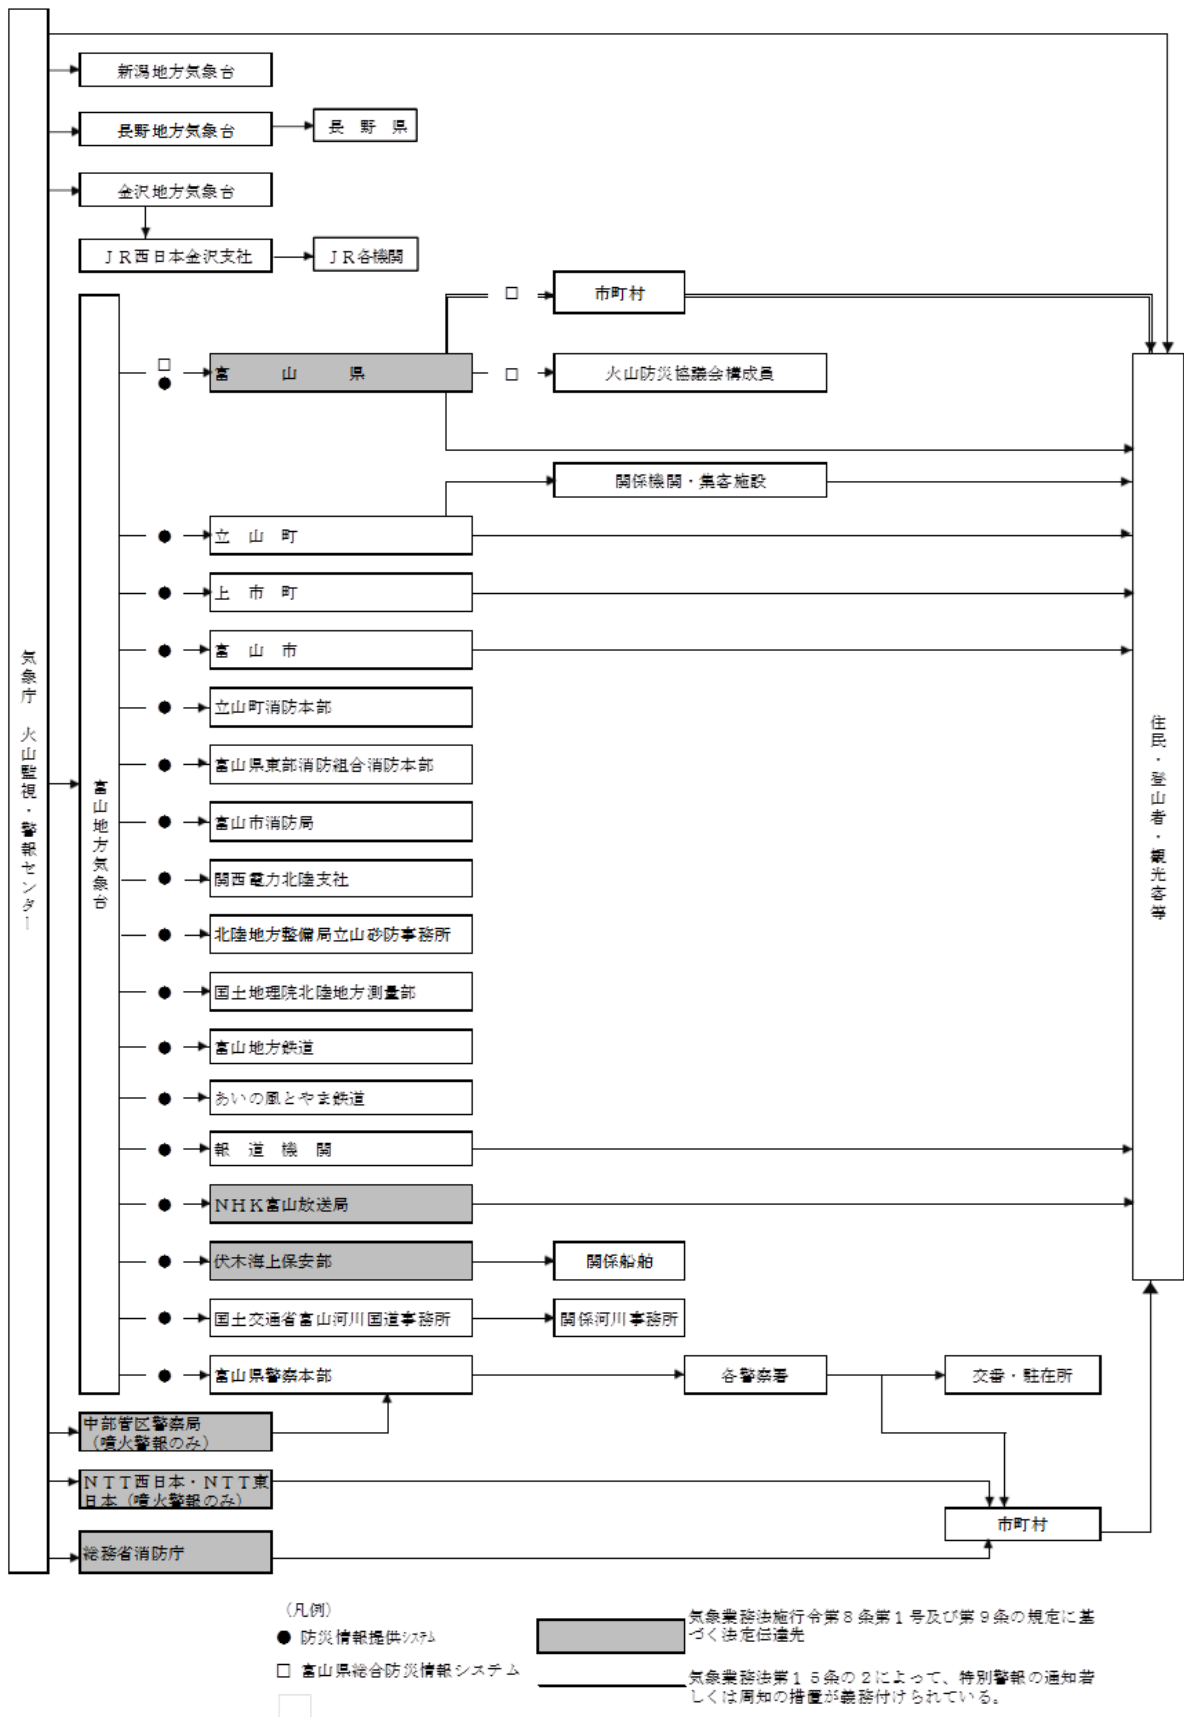 新潟地方気象台
長野地方気象台
長 野 県
金沢地方気象台
ＪＲ西日本金沢支社
ＪＲ各機関
市町村
富 山 県
火山防災協議会構成員
関係機関・集客施設
立 山 町
上 市 町
富 山 市
立山町消防本部
富山県東部消防組合消防本部
富山市消防局
関西電力北陸支社
北陸地方整備局立山砂防事務所
国土地理院北陸地方測量部
富山地方鉄道
あいの風とやま鉄道
報 道 機 関
ＮＨＫ富山放送局
伏木海上保安部
関係船舶
国土交通省富山河川国道事務所
関係河川事務所
富山県警察本部
各警察署
交番・駐在所
気象庁 火山監視・警報センター
富山地方気象台
住民・登山者・観光客等
中部管区警察局
（噴火警報のみ）
ＮＴＴ西日本・ＮＴＴ東
日本（噴火警報のみ）
市町村
総務省消防庁
（凡例）
● 防災情報提供ｼｽﾃﾑ
□ 富山県総合防災情報システム
気象業務法施行令第８条第１号及び第９条の規定に基
づく法定伝達先
気象業務法第１５条の２によって、特別警報の通知若
しくは周知の措置が義務付けられている。